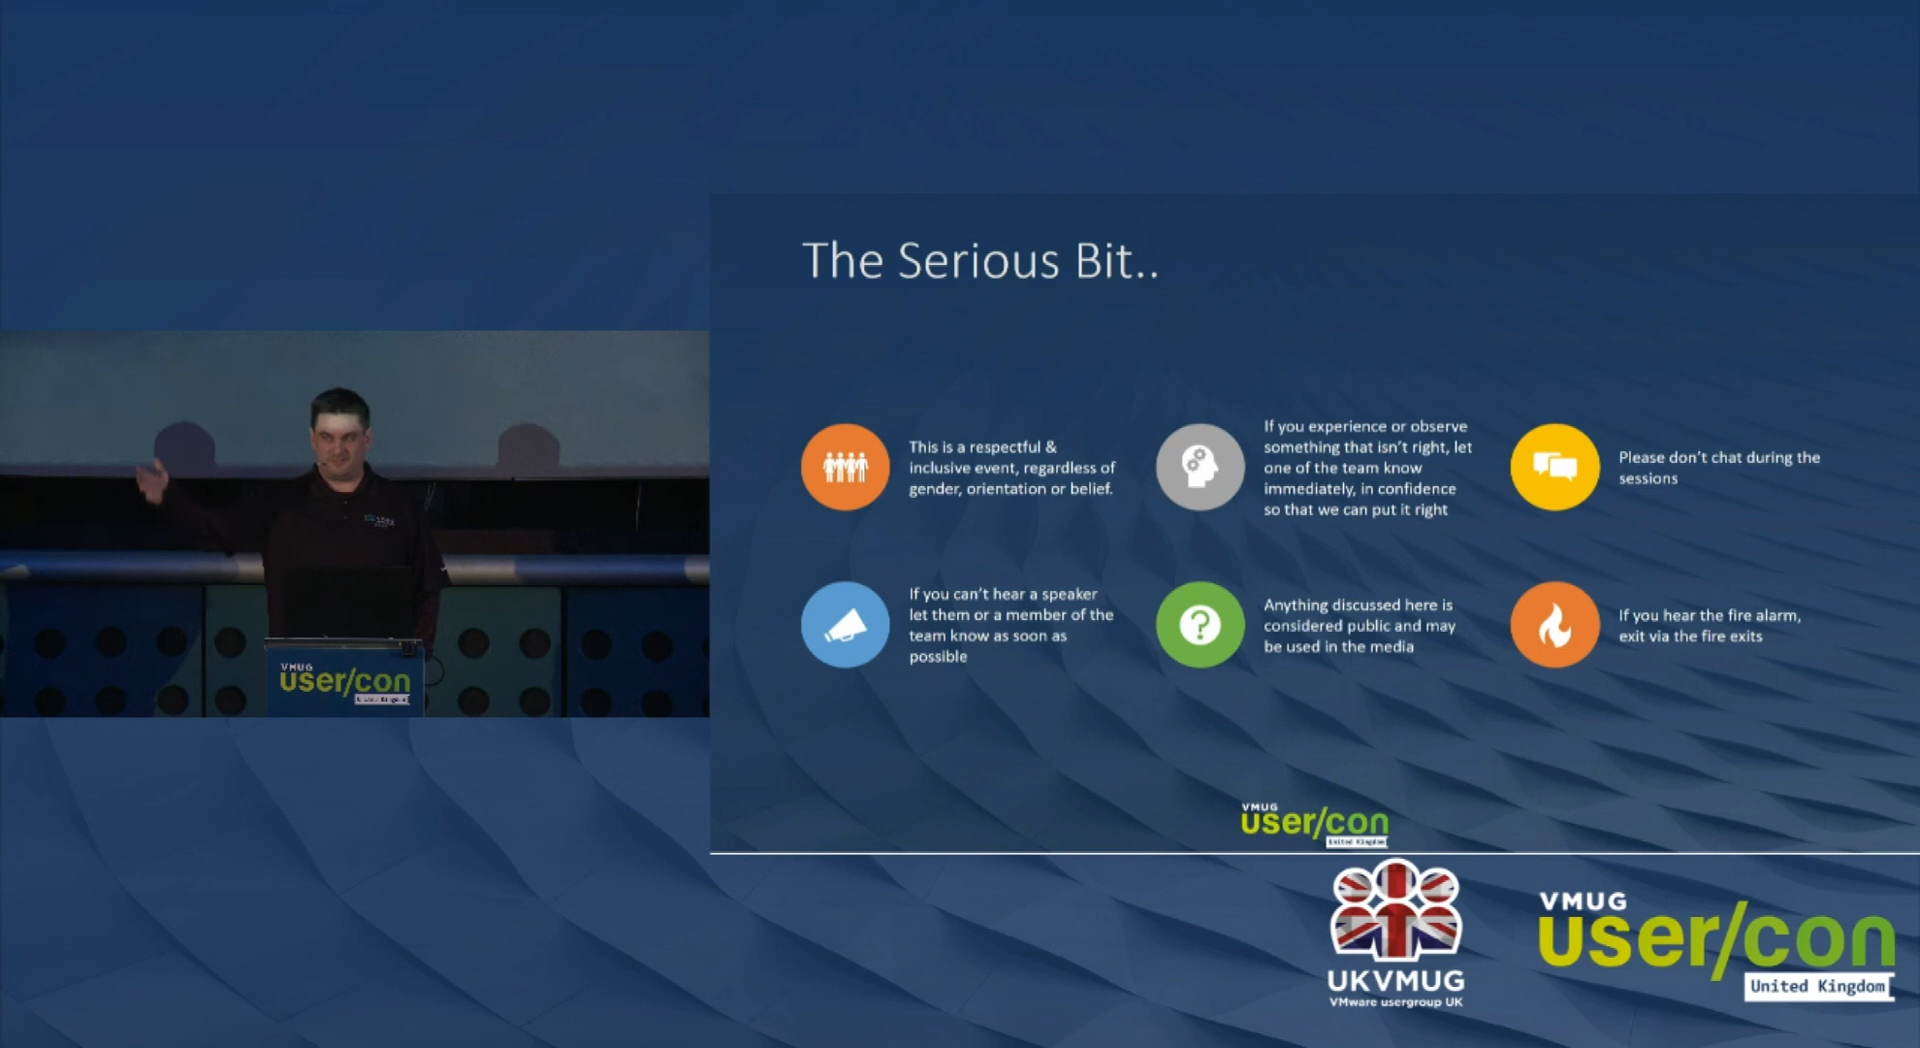 The Serious Bit..
This is a respectful &
inclusive event, regardless of
gender, orientation or belief.
If you experience or observe
something that isn't right, let
one of the team know
immediately, in confidence
so that we can put it right
Please don't chat during the
sessions
If you can't hear a speaker
let them or a member of the
team know as soon as
possible
Anything discussed here is
considered public and may
be used in the media
If you hear the fire alarm,
exit via the fire exits
VMUG
user/con
United Kingdom
VMUG
user/con
United Kingdom
UKVMUG
VMware usergroup UK
VMUG
user/con
United Kingdom